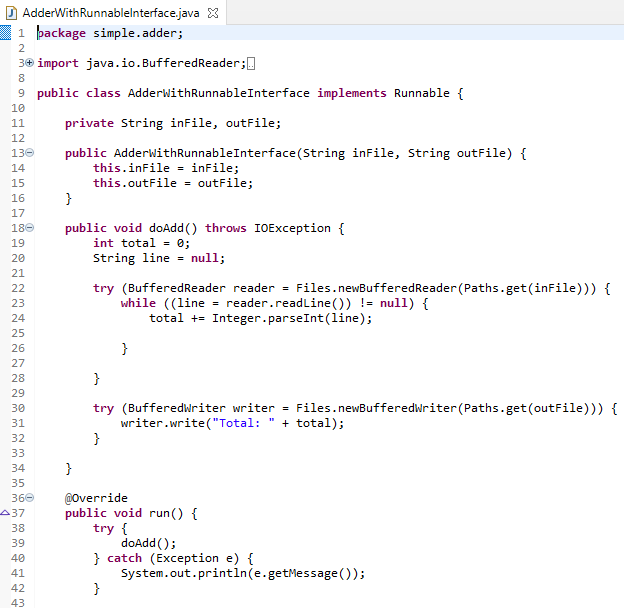 AdderWithRunnableInterface.java
1 package simple.adder;
2
3 import java.io.BufferedReader;
8
9 public class AdderWithRunnableInterface implements Runnable {
10
11     private String inFile, outFile;
12
13     public AdderWithRunnableInterface(String inFile, String outFile) {
14         this.inFile = inFile;
15         this.outFile = outFile;
16     }
17
18     public void doAdd() throws IOException {
19         int total = 0;
20         String line = null;
21
22         try (BufferedReader reader = Files.newBufferedReader(Paths.get(inFile))) {
23             while ((line = reader.readLine()) != null) {
24                 total += Integer.parseInt(line);
25
26             }
27
28         }
29
30         try (BufferedWriter writer = Files.newBufferedWriter(Paths.get(outFile))) {
31             writer.write("Total: " + total);
32         }
33
34     }
35
36     @Override
37     public void run() {
38         try {
39             doAdd();
40         } catch (Exception e) {
41             System.out.println(e.getMessage());
42         }
43